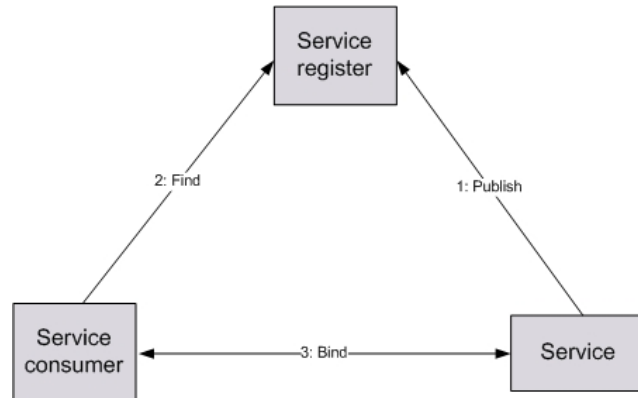 Service
register
2: Find
1: Publish
Service
consumer
3: Bind
Service